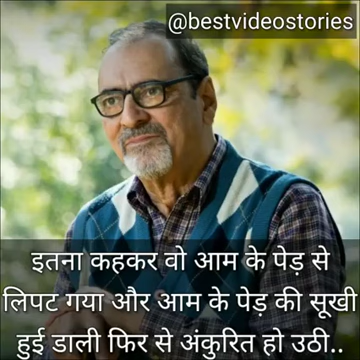 @bestvideostories
इतना कहकर वो आम के पेड़ से
लिपट गया और आम के पेड़ की सूखी
हुई डाली फिर से अंकुरित हो उठी..